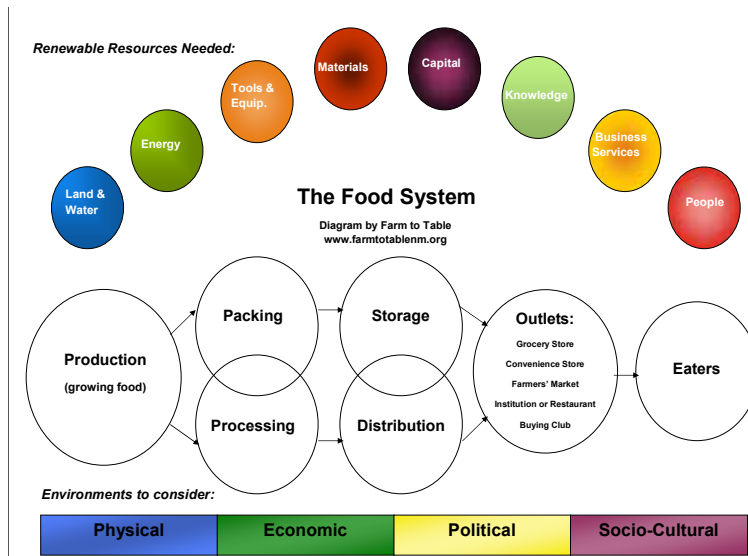 Renewable Resources Needed:
Land &
Water
Energy
Tools &
Equip.
Materials
Capital
Knowledge
Business
Services
People
The Food System
Diagram by Farm to Table
www.farmtotablenm.org
Production
(growing food)
Packing
Processing
Storage
Distribution
Outlets:
Grocery Store
Convenience Store
Farmers' Market
Institution or Restaurant
Buying Club
Eaters
Environments to consider:
Physical
Economic
Political
Socio-Cultural